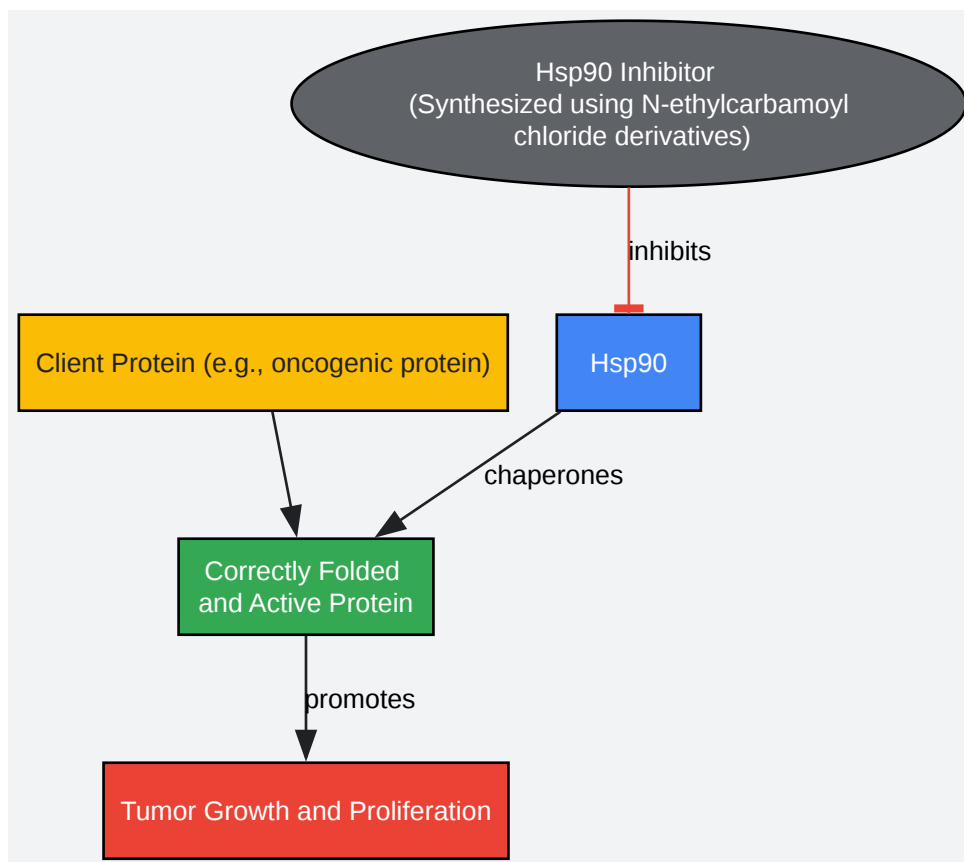 Hsp90 Inhibitor
(Synthesized using N-ethylcarbamoyl
chloride derivatives)
inhibits
Client Protein (e.g., oncogenic protein)
Hsp90
chaperones
Correctly Folded
and Active Protein
promotes
Tumor Growth and Proliferation